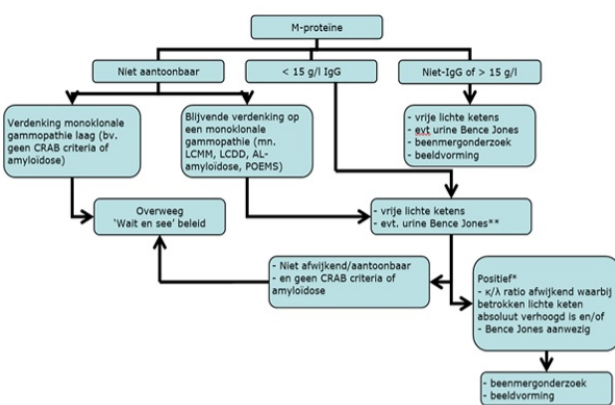 M-proteïne
Niet aantoonbaar
< 15 g/l IgG
Niet-IgG of > 15 g/l
Verdenking monoklonale
gammopathie laag (bv.
geen CRAB criteria of
amyloïdose)
Blijvende verdenking op
een monoklonale
gammopathie (mn.
LCMM, LCDD, AL-
amyloïdose, POEMS)
- vrije lichte ketens
- evt urine Bence Jones
- beenmergonderzoek
- beeldvorming
Overweeg
‘Wait en see’ beleid
- vrije lichte ketens
- evt. urine Bence Jones**
- Niet afwijkend/aantoonbaar
- en geen CRAB criteria of
amyloïdose
Positief*
- κ/λ ratio afwijkend waarbij
betrokken lichte keten
absoluut verhoogd is en/of
- Bence Jones aanwezig
- beenmergonderzoek
- beeldvorming